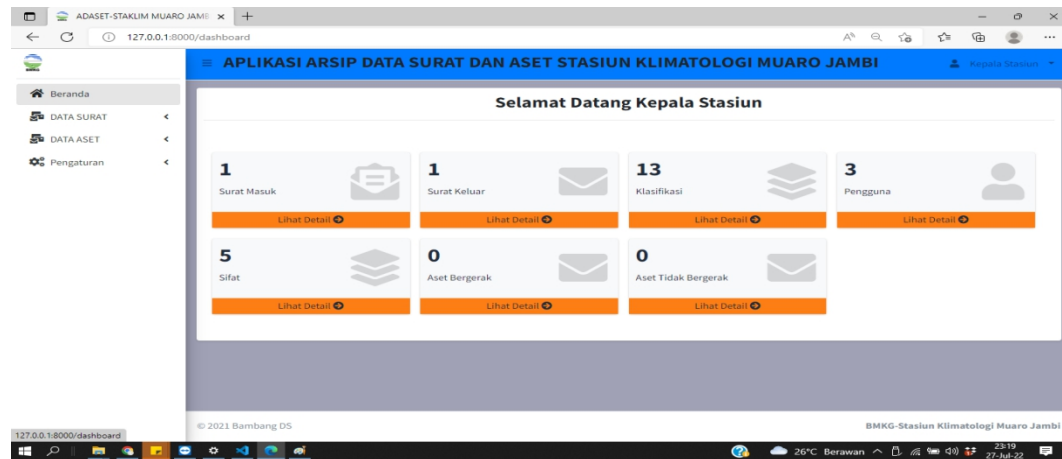 ADASET-STAKLIM MUARO JAMB
127.0.0.1:8000/dashboard
APLIKASI ARSIP DATA SURAT DAN ASET STASIUN KLIMATOLOGI MUARO JAMBI
Kepala Stasiun
Beranda
DATA SURAT
DATA ASET
Pengaturan
Selamat Datang Kepala Stasiun
1
Surat Masuk
Lihat Detail
1
Surat Keluar
Lihat Detail
13
Klasifikasi
Lihat Detail
3
Pengguna
Lihat Detail
5
Sifat
Lihat Detail
0
Aset Bergerak
Lihat Detail
0
Aset Tidak Bergerak
Lihat Detail
© 2021 Bambang DS
BMKG-Stasiun Klimatologi Muaro Jambi
127.0.0.1:8000/dashboard
26°C Berawan
23:19
27-Jul-22